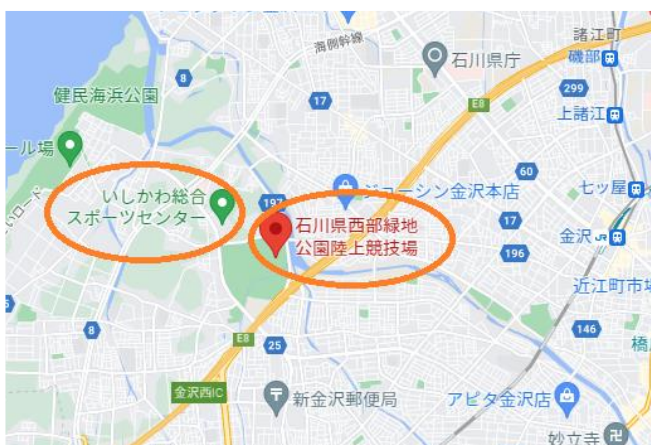 海側幹線
諸江町
磯部
石川県庁
8
E8
299
健民海浜公園
17
上諸江
ール場
60
いしかわ総合
スポーツセンター
197
ジョーシン金沢本店
七ッ屋
石川県西部緑地
公園陸上競技場
17
196
金沢
JR
近江町市場
8
E8
25
146
橋
金沢西IC
新金沢郵便局
アピタ金沢店
妙立寺